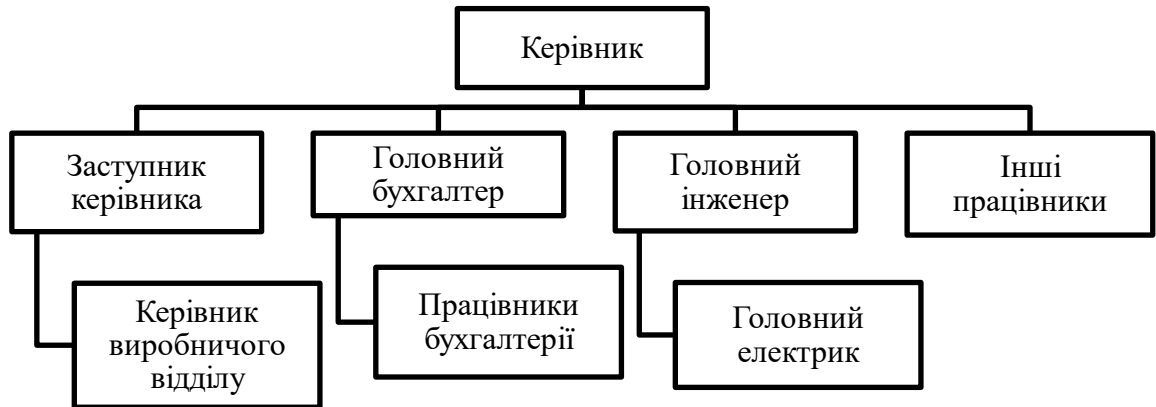 Керівник
Заступник
керівника
Головний
бухгалтер
Головний
інженер
Інші
працівники
Керівник
виробничого
відділу
Працівники
бухгалтерії
Головний
електрик